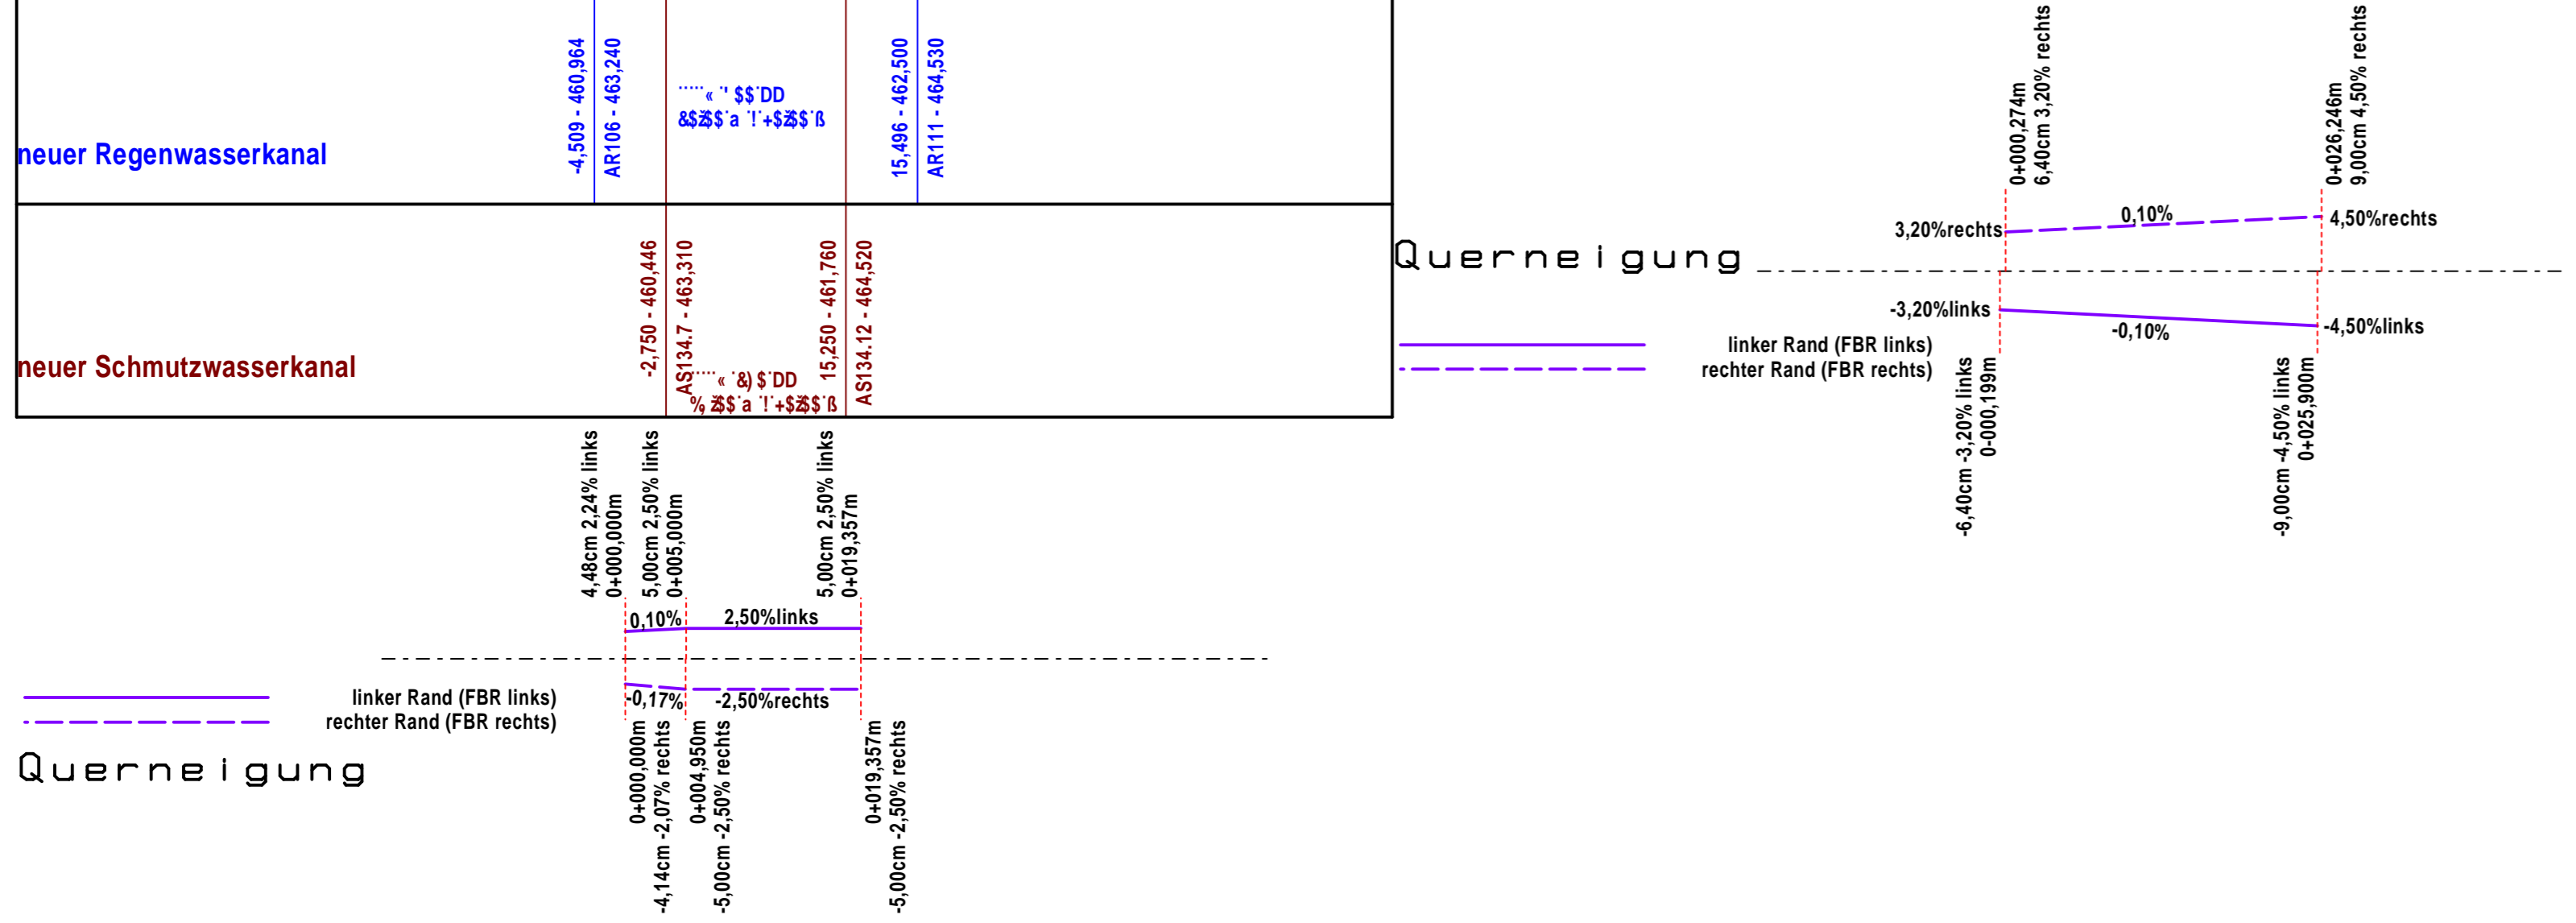 neuer Regenwasserkanal
-4,509 - 460,964
AR106 - 463,240
15,496 - 462,500
AR111 - 464,530
neuer Schmutzwasserkanal
-2,750 - 460,446
AS134.7 - 463,310
15,250 - 461,760
AS134.12 - 464,520
4,48cm 2,24% links
0+000,000m
5,00cm 2,50% links
0+005,000m
5,00cm 2,50% links
0+019,357m
0,10%
2,50%links
linker Rand (FBR links)
rechter Rand (FBR rechts)
-0,17%
-2,50%rechts
Querneigung
0+000,000m
-4,14cm -2,07% rechts
0+004,950m
-5,00cm -2,50% rechts
0+019,357m
-5,00cm -2,50% rechts
0+000,274m
6,40cm 3,20% rechts
0+026,246m
9,00cm 4,50% rechts
3,20%rechts
0,10%
4,50%rechts
Querneigung
-3,20%links
-0,10%
-4,50%links
linker Rand (FBR links)
rechter Rand (FBR rechts)
-6,40cm -3,20% links
0-000,199m
-9,00cm -4,50% links
0+025,900m